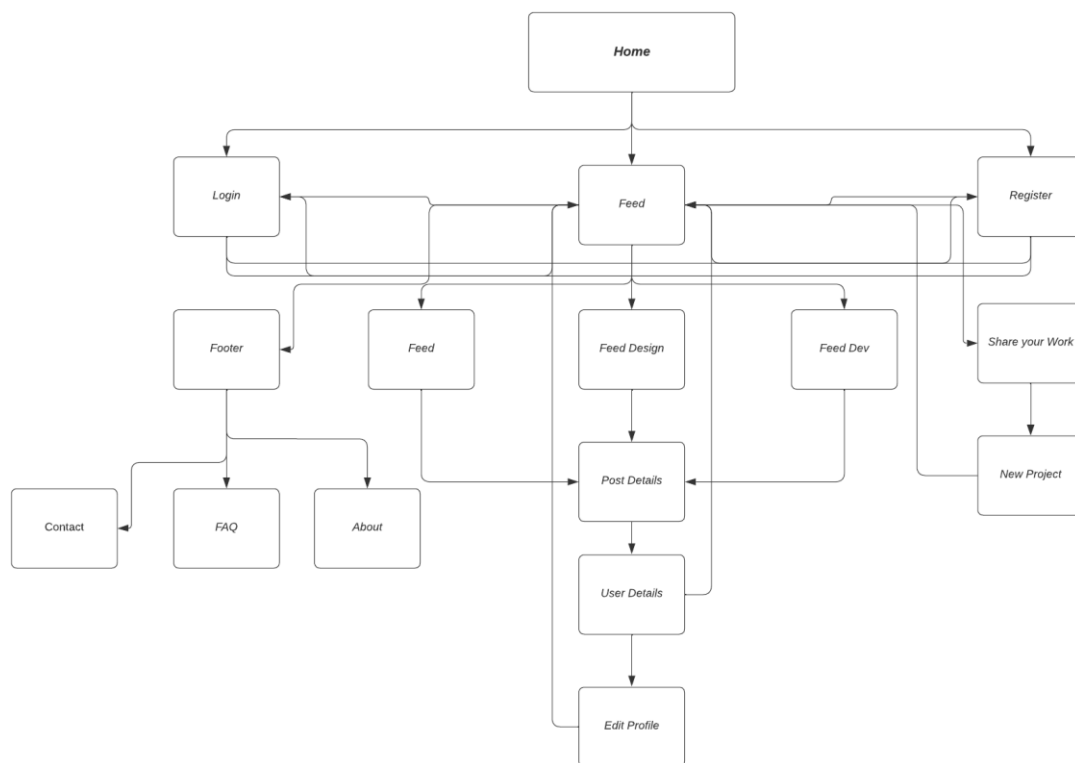 Home
Login
Feed
Register
Footer
Feed
Feed Design
Feed Dev
Share your Work
Post Details
New Project
Contact
FAQ
About
User Details
Edit Profile